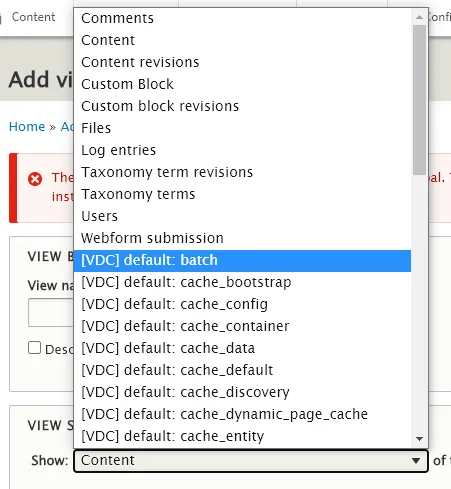 Content
Confi
Add vi
Home » Ad
The
eal. T
inst
VIEW B
View na
Desc
VIEW S
Comments
Content
Content revisions
Custom Block
Custom block revisions
Files
Log entries
Taxonomy term revisions
Taxonomy terms
Users
Webform submission
[VDC] default: batch
[VDC] default: cache_bootstrap
[VDC] default: cache_config
[VDC] default: cache_container
[VDC] default: cache_data
[VDC] default: cache_default
[VDC] default: cache_discovery
[VDC] default: cache_dynamic_page_cache
[VDC] default: cache_entity
Show: Content of t